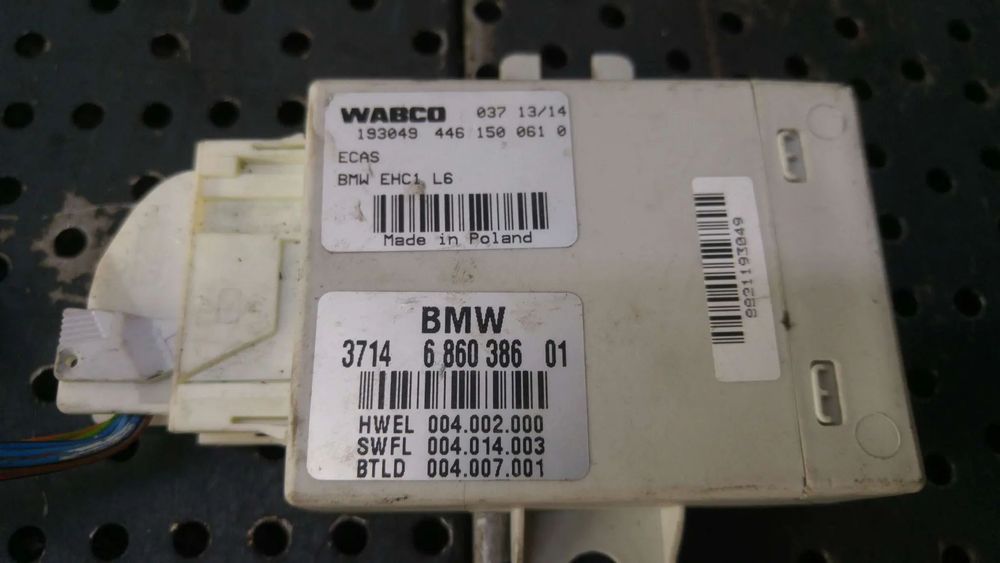 WABCO 037 13/14
193049 446 150 061 0
ECAS
BMW EHC1 L6
Made in Poland
BMW
3714 6 860 386 01
HWEL 004.002.000
SWFL 004.014.003
BTLD 004.007.001
0821193049